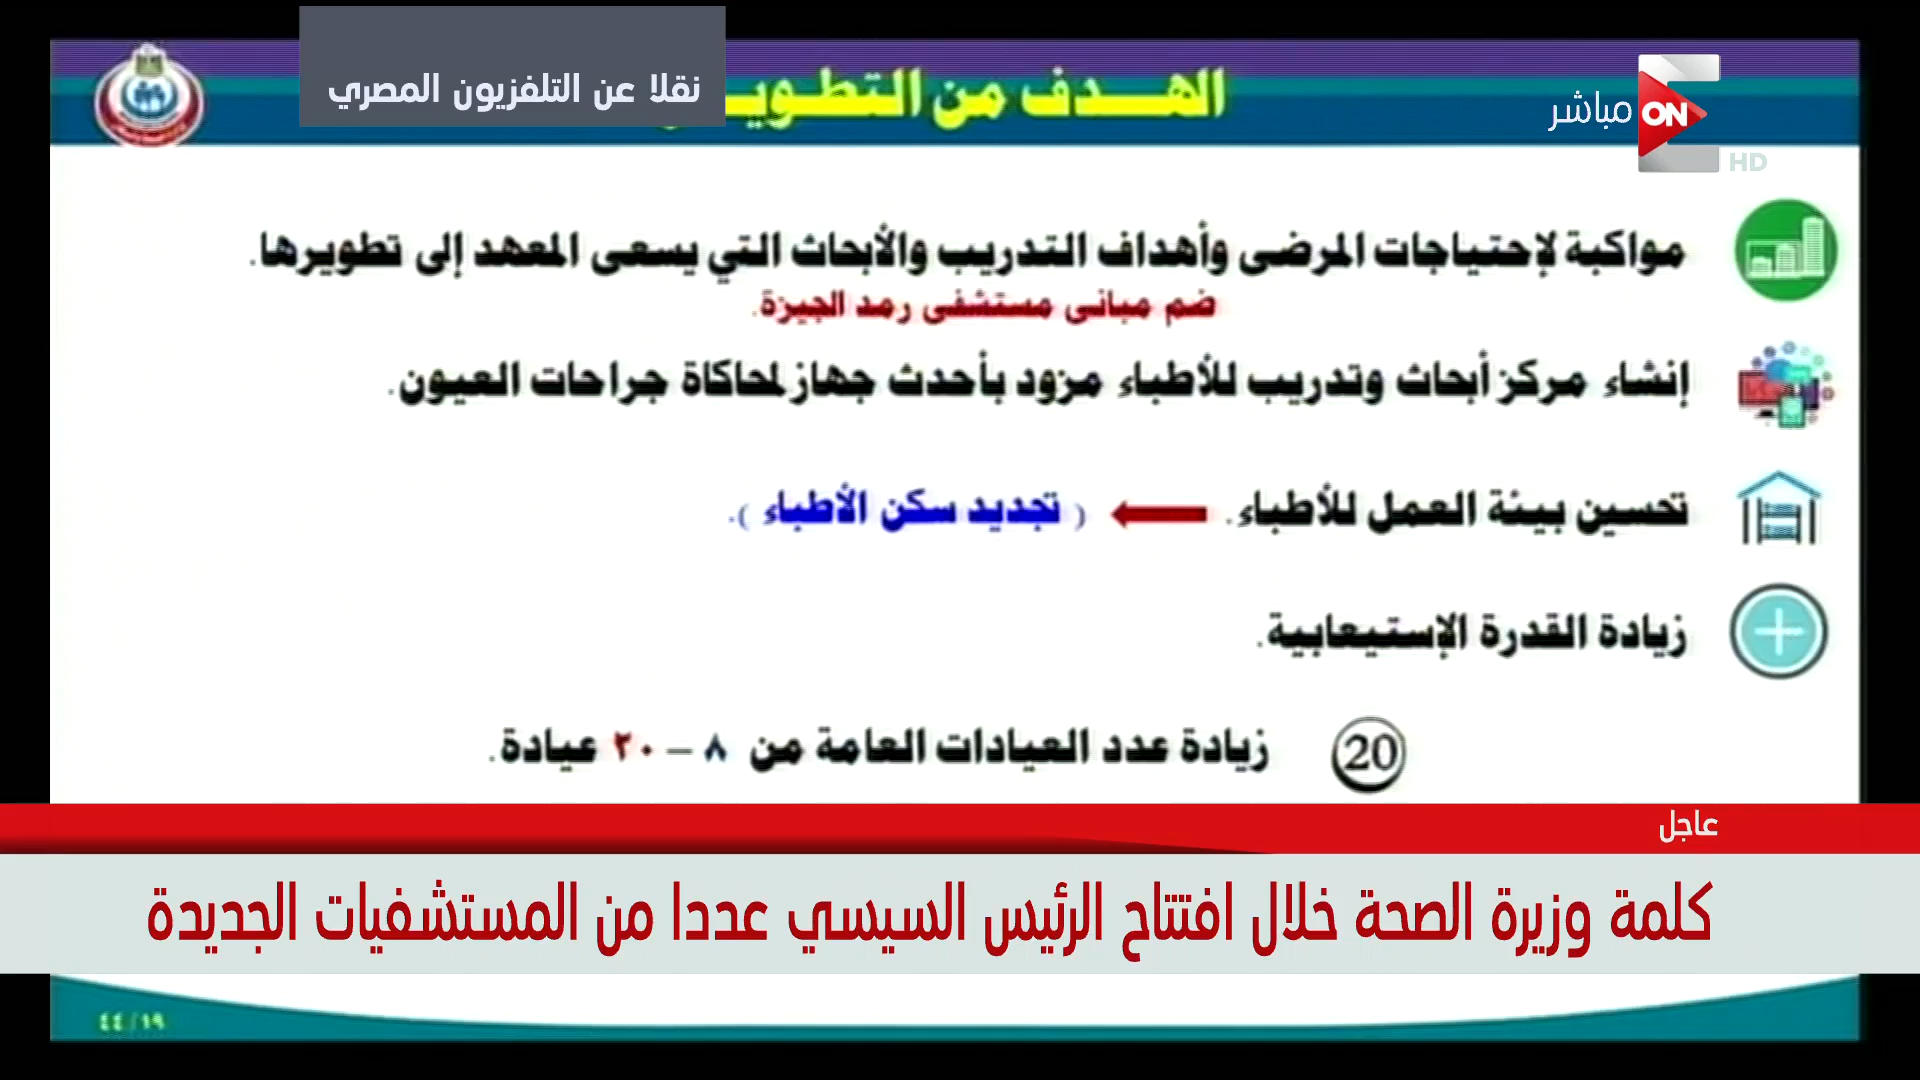 نقلا عن التلفزيون المصري
الهـدف من التطويـ
مباشر
ON
HD
مواكبة لإحتياجات المرضى وأهداف التدريب والأبحاث التي يسعى المعهد إلى تطويرها.
ضم مبانى مستشفى رمد الجيزة.
إنشاء مركز أبحاث وتدريب للأطباء مزود بأحدث جهاز لمحاكاة جراحات العيون.
تحسين بيئة العمل للأطباء. ( تجديد سكن الأطباء ).
زيادة القدرة الإستيعابية.
20 زيادة عدد العيادات العامة من ٨ – ٢٠ عيادة.
عاجل
كلمة وزيرة الصحة خلال افتتاح الرئيس السيسي عددا من المستشفيات الجديدة
٤٤/١٩